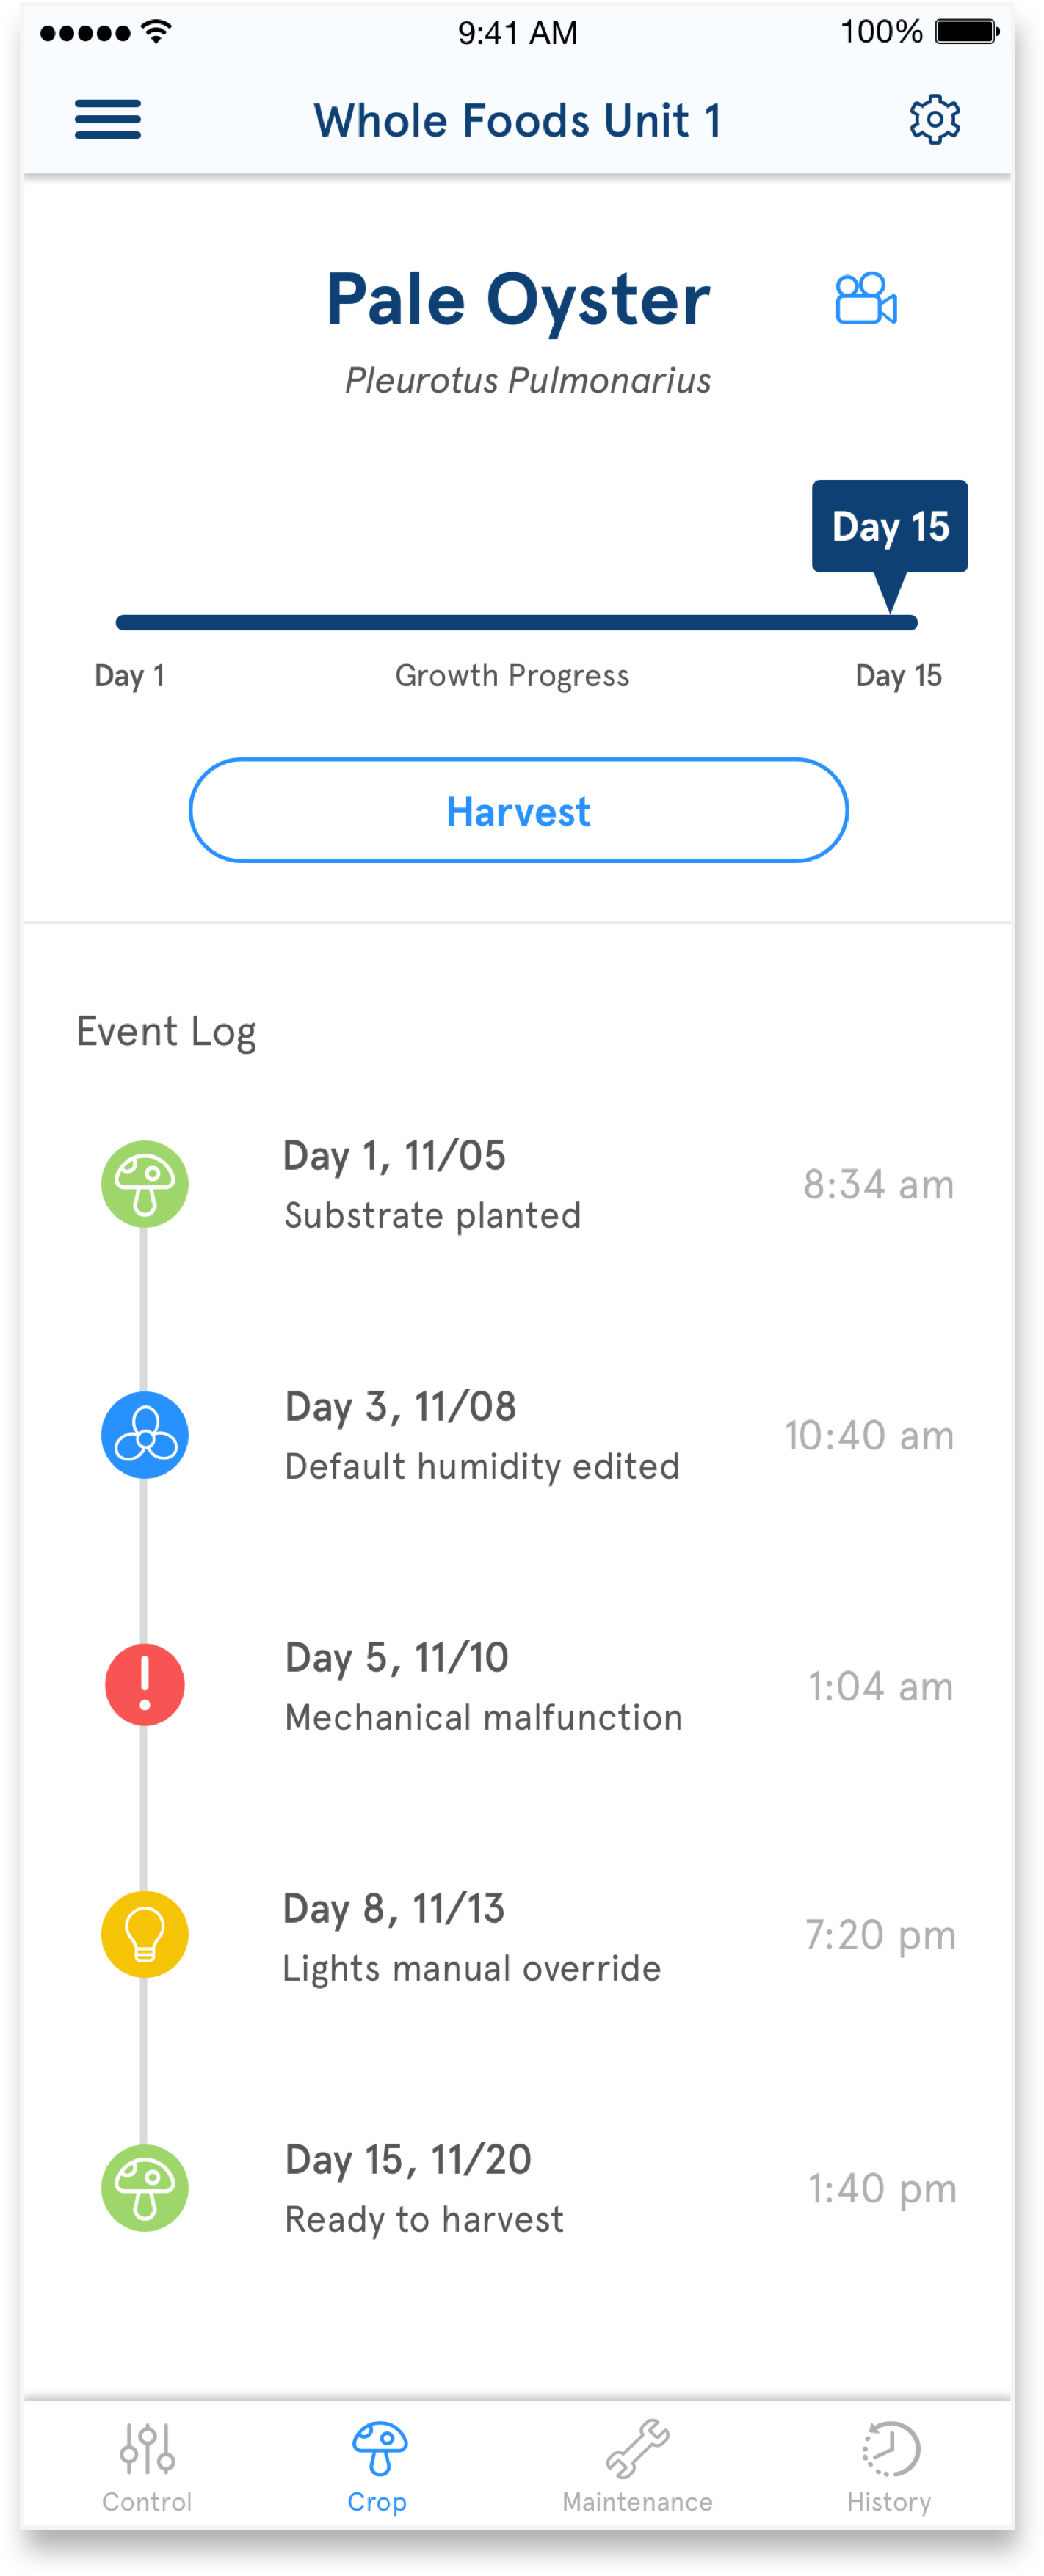 9:41 AM 100%
Whole Foods Unit 1
Pale Oyster
Pleurotus Pulmonarius
Day 15
Day 1 Growth Progress Day 15
Harvest
Event Log
Day 1, 11/05
Substrate planted
8:34 am
Day 3, 11/08
Default humidity edited
10:40 am
Day 5, 11/10
Mechanical malfunction
1:04 am
Day 8, 11/13
Lights manual override
7:20 pm
Day 15, 11/20
Ready to harvest
1:40 pm
Control Crop Maintenance History